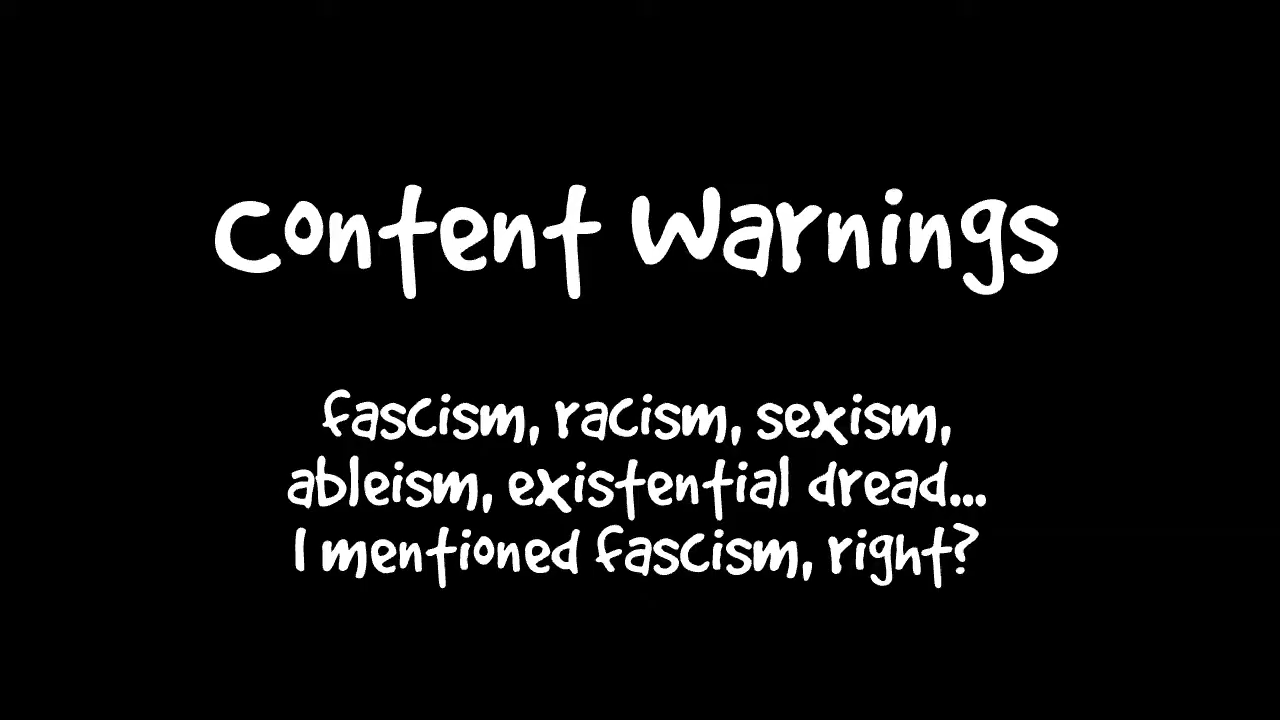 Content Warnings
fascism, racism, sexism,
ableism, existential dread...
I mentioned fascism, right?